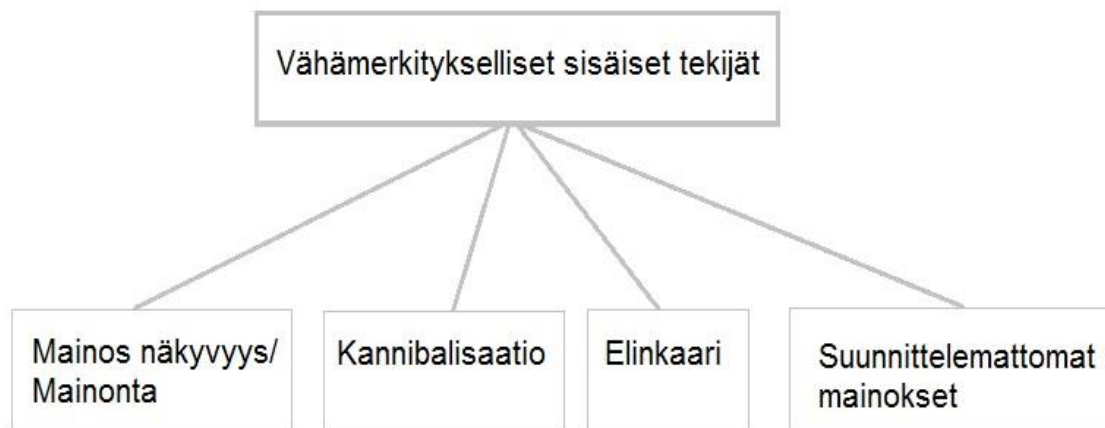 Vähämerkitykselliset sisäiset tekijät
Mainos näkyvyys/
Mainonta
Kannibalisaatio
Elinkaari
Suunnittelemattomat
mainokset